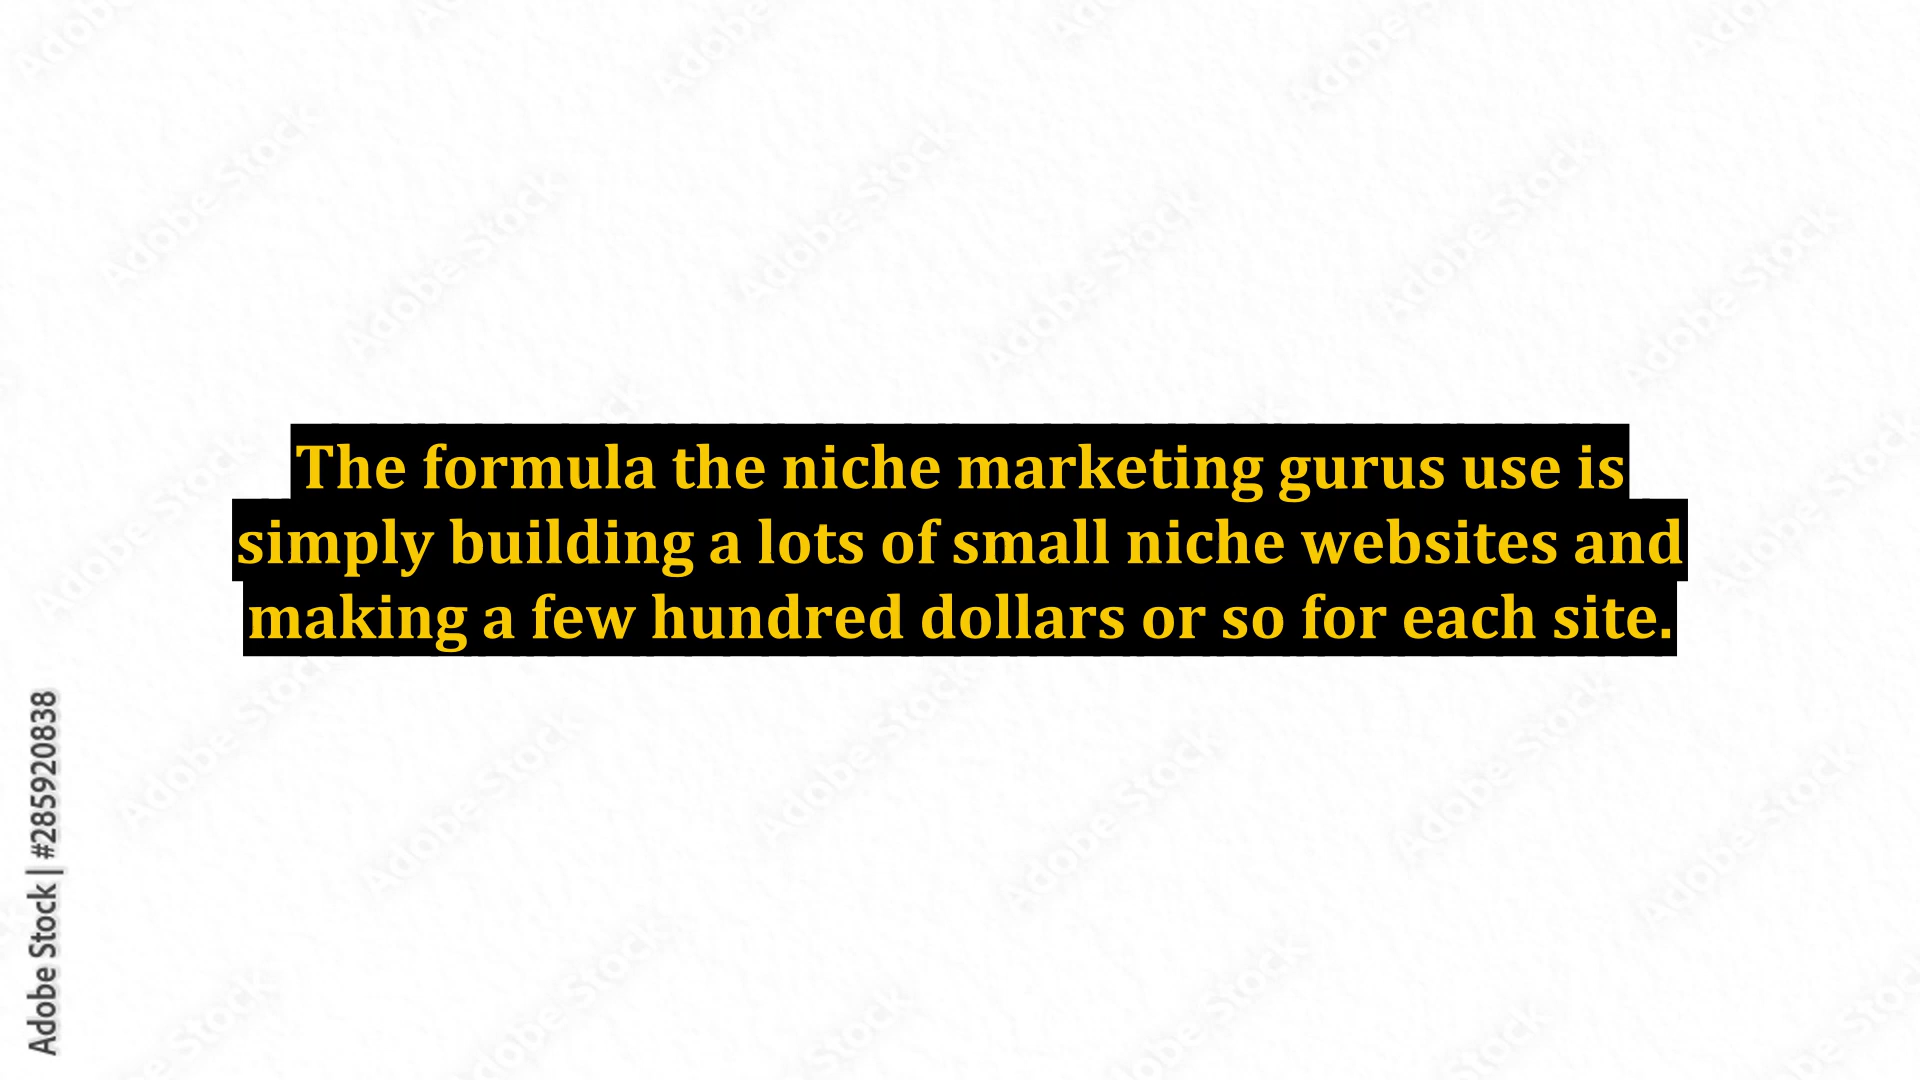 The formula the niche marketing gurus use is
simply building a lots of small niche websites and
making a few hundred dollars or so for each site.
Adobe Stock | #285920838